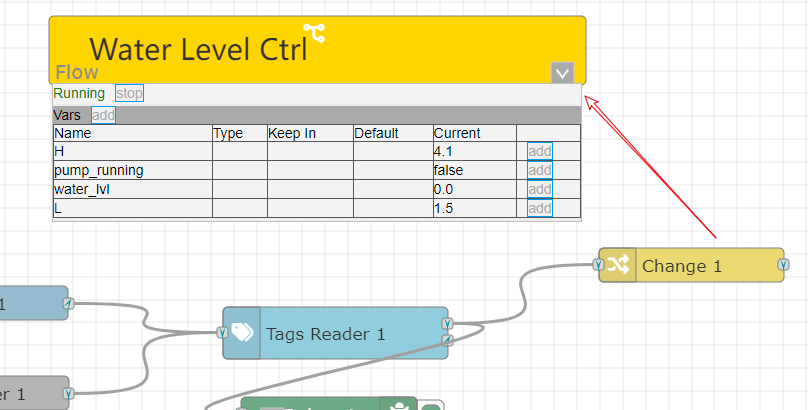 Water Level Ctrl
Flow
Running stop
Vars add
Name Type Keep In Default Current
H 4.1 add
pump_running false add
water_lvl 0.0 add
L 1.5 add
Change 1
1
Tags Reader 1
er 1